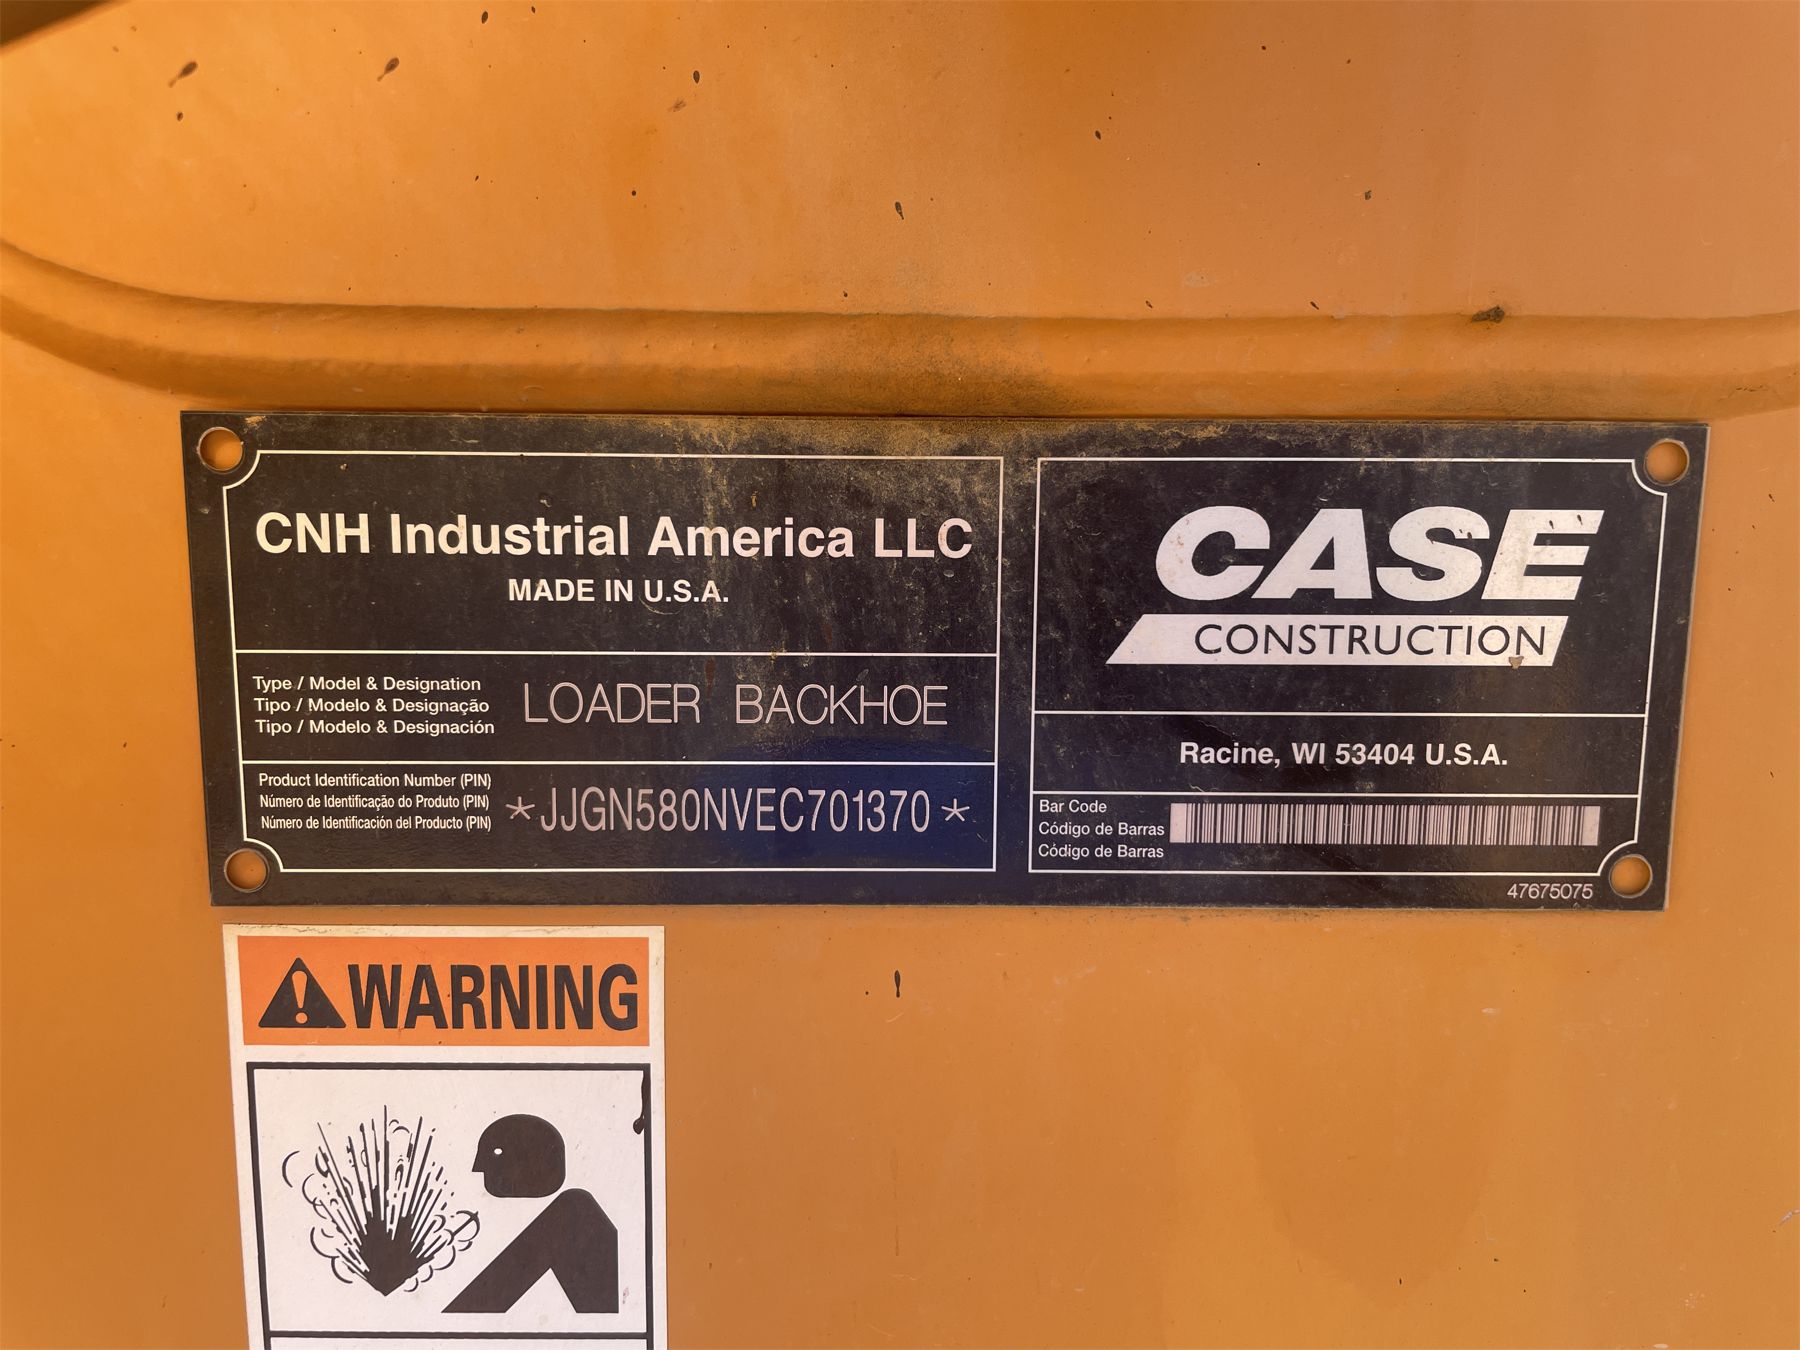 CNH Industrial America LLC
MADE IN U.S.A.
Type / Model & Designation
Tipo / Modelo & Designação
Tipo / Modelo & Designación
LOADER BACKHOE
Product Identification Number (PIN)
Número de Identificação do Produto (PIN)
Número de Identificación del Producto (PIN)
*JJGN580NVEC701370*
CASE
CONSTRUCTION
Racine, WI 53404 U.S.A.
Bar Code
Código de Barras
Código de Barras
47675075
WARNING